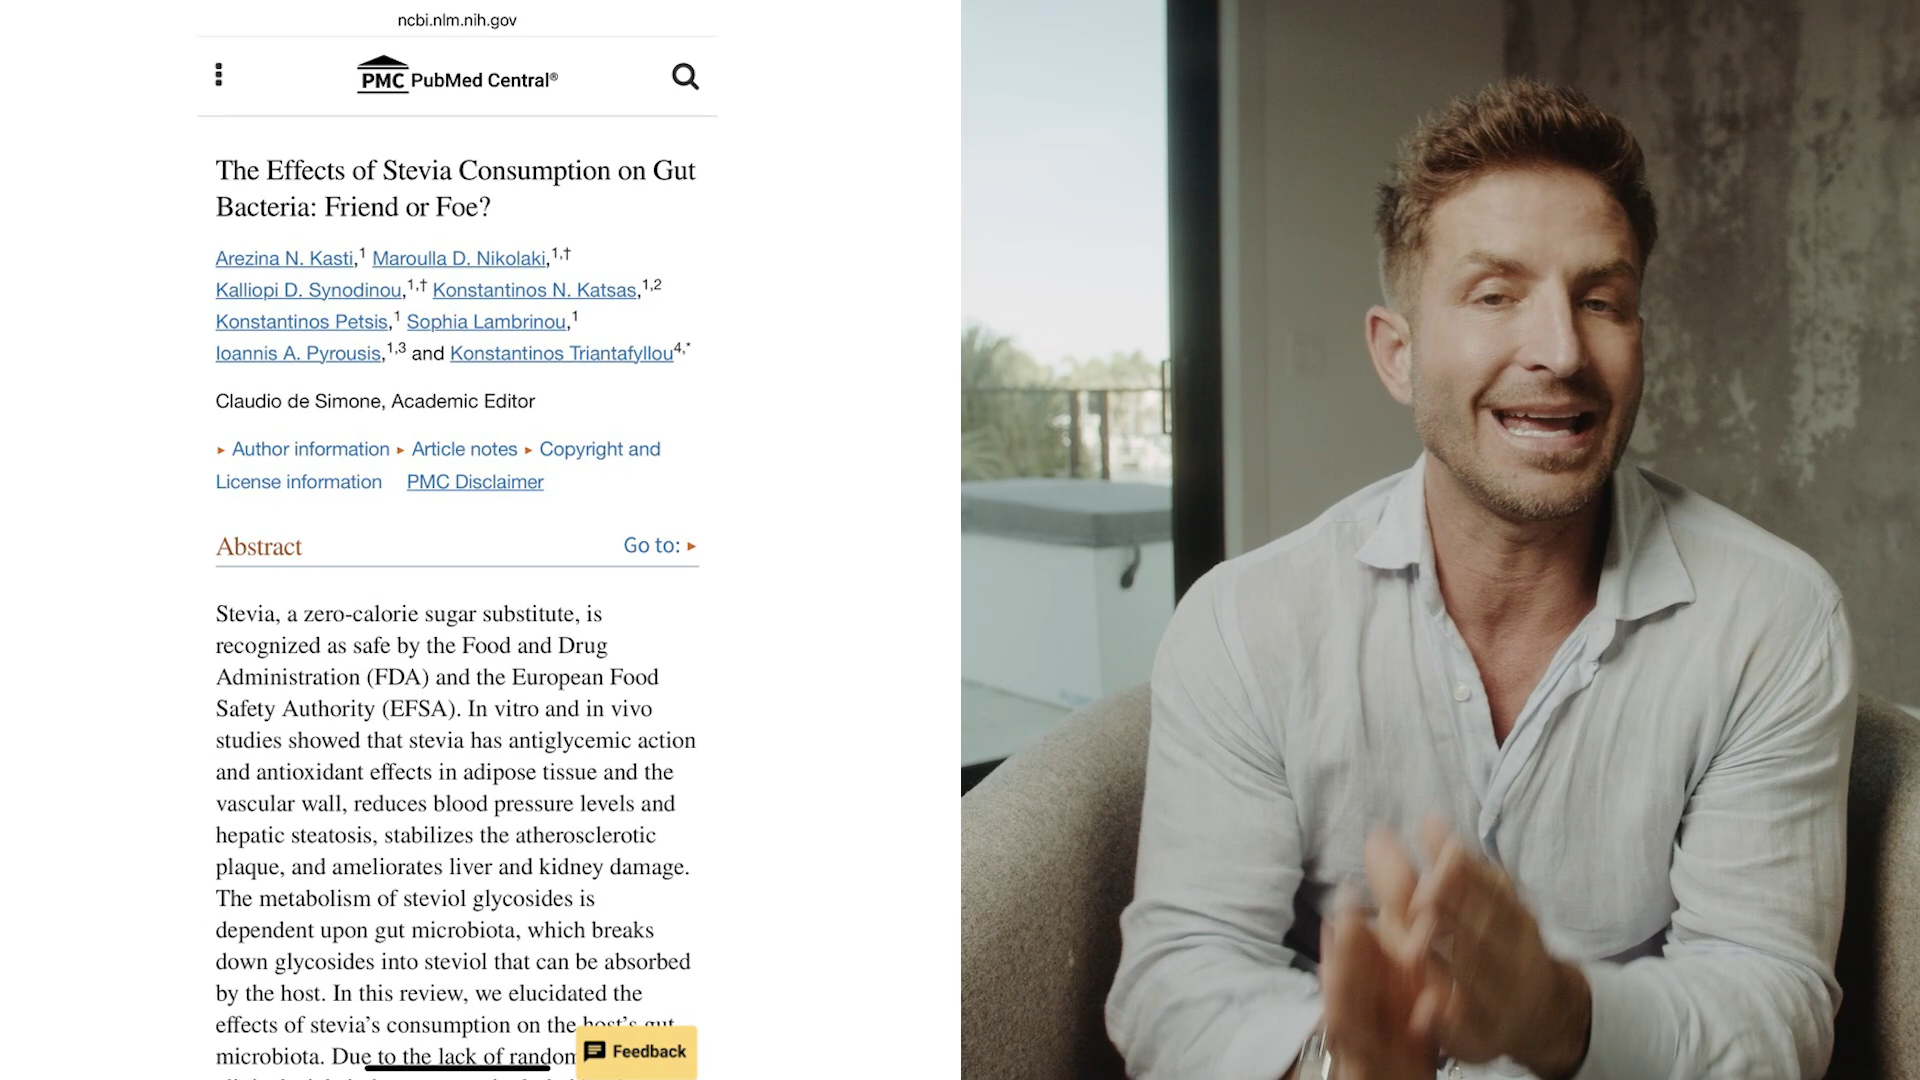 ncbi.nlm.nih.gov
PMC PubMed Central®
The Effects of Stevia Consumption on Gut
Bacteria: Friend or Foe?
Arezina N. Kasti,1 Maroulla D. Nikolaki,1,†
Kalliopi D. Synodinou,1,† Konstantinos N. Katsas,1,2
Konstantinos Petsis,1 Sophia Lambrinou,1
Ioannis A. Pyrousis,1,3 and Konstantinos Triantafyllou4,*
Claudio de Simone, Academic Editor
▸ Author information ▸ Article notes ▸ Copyright and
License information PMC Disclaimer
Abstract
Go to: ▸
Stevia, a zero-calorie sugar substitute, is
recognized as safe by the Food and Drug
Administration (FDA) and the European Food
Safety Authority (EFSA). In vitro and in vivo
studies showed that stevia has antiglycemic action
and antioxidant effects in adipose tissue and the
vascular wall, reduces blood pressure levels and
hepatic steatosis, stabilizes the atherosclerotic
plaque, and ameliorates liver and kidney damage.
The metabolism of steviol glycosides is
dependent upon gut microbiota, which breaks
down glycosides into steviol that can be absorbed
by the host. In this review, we elucidated the
effects of stevia's consumption on the host's gut
microbiota. Due to the lack of random
Feedback